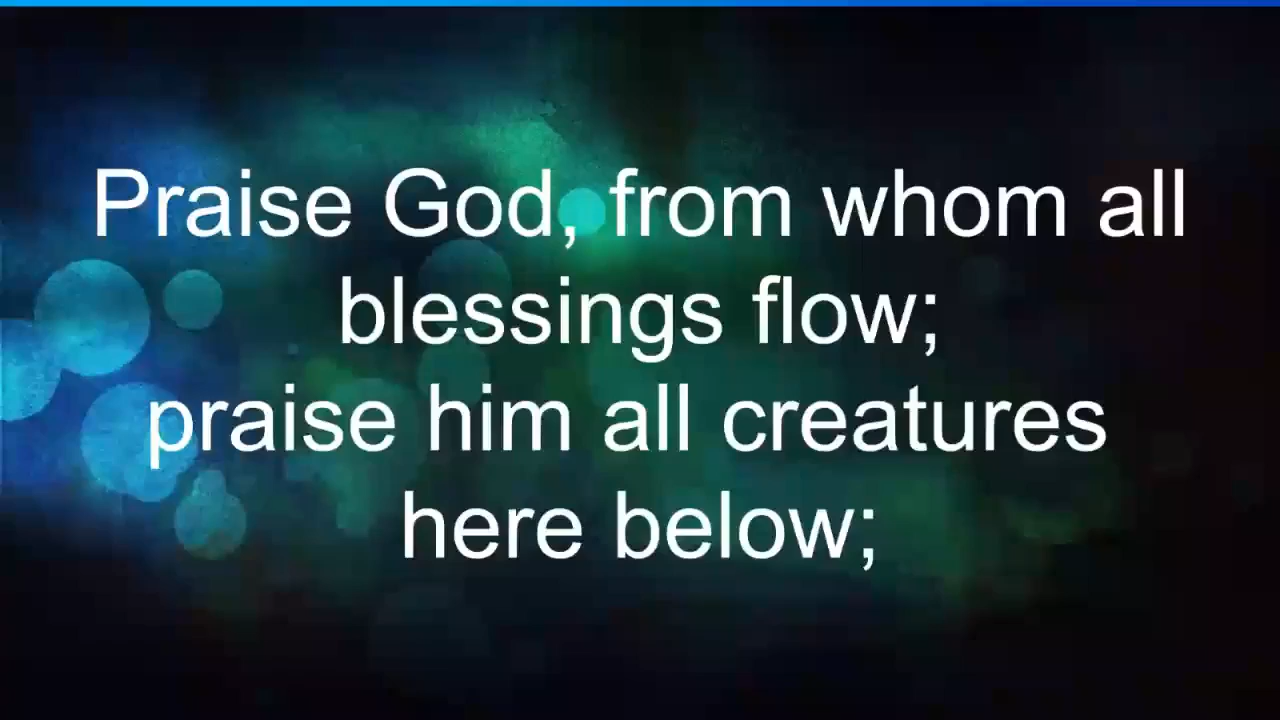 Praise God, from whom all
blessings flow;
praise him all creatures
here below;